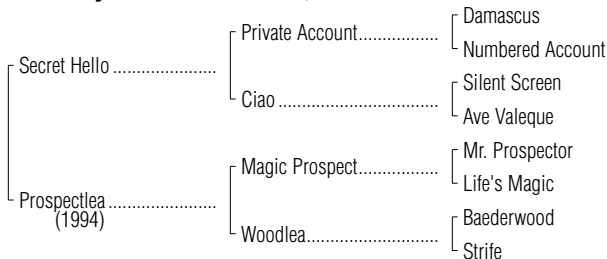 Damascus
Private Account
Numbered Account
Secret Hello
Silent Screen
Ciao
Ave Valeque
Mr. Prospector
Magic Prospect
Life's Magic
Prospectlea
(1994)
Baederwood
Woodlea
Strife